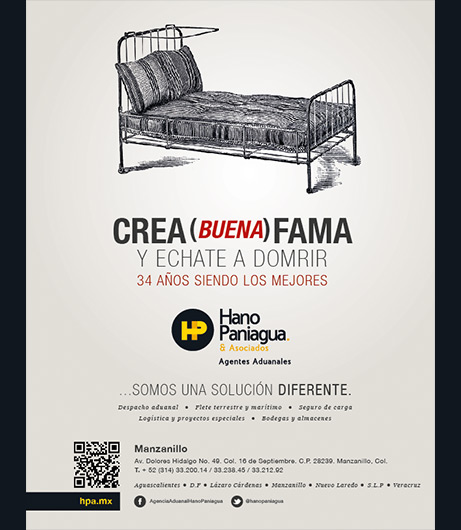 CREA (BUENA) FAMA
Y ECHATE A DOMRIR
34 AÑOS SIENDO LOS MEJORES
HP
Hano
Paniagua.
& Asociados
Agentes Aduanales
...SOMOS UNA SOLUCIÓN DIFERENTE.
Despacho aduanal • Flete terrestre y marítimo • Seguro de carga
Logística y proyectos especiales • Bodegas y almacenes
Manzanillo
Av. Dolores Hidalgo No. 49. Col. 16 de Septiembre. C.P. 28239. Manzanillo, Col.
T. + 52 (314) 33.200.14 / 33.238.45 / 33.212.92
Aguascalientes • D.F • Lázaro Cárdenas • Manzanillo • Nuevo Laredo • S.L.P • Veracruz
hpa.mx
f AgenciaAduanalHanoPaniagua @hanopaniagua